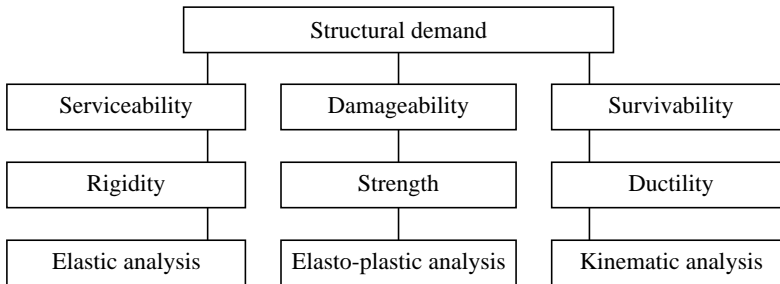 Structural demand
Serviceability
Damageability
Survivability
Rigidity
Strength
Ductility
Elastic analysis
Elasto-plastic analysis
Kinematic analysis